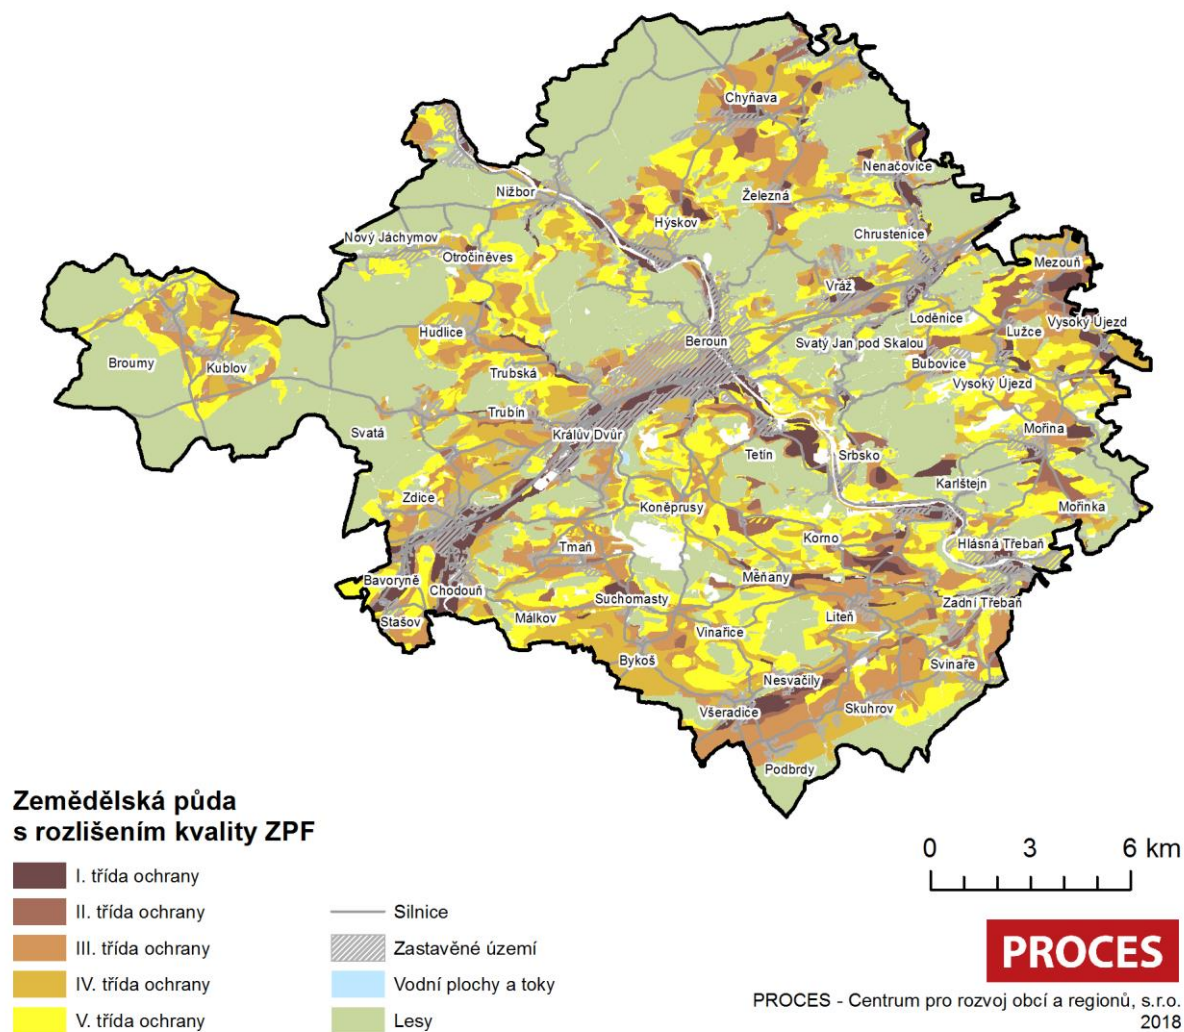 Chyňava
Nenačovice
Nižbor
Železná
Hýskov
Nový Jáchymov
Chrustenice
Otročiněves
Mezouň
Vráž
Loděnice
Hudlice
Lužce
Vysoký Újezd
Beroun
Svatý Jan pod Skalou
Broumy
Kublov
Trubská
Bubovice
Vysoký Újezd
Trubín
Svatá
Králův Dvůr
Mořina
Tetín
Srbsko
Zdice
Karlštejn
Koněprusy
Mořinka
Korno
Hlásná Třebaň
Tmaň
Bavoryně
Chodouň
Měňany
Suchomasty
Zadní Třebaň
Stašov
Málkov
Vinařice
Liteň
Bykoš
Svinaře
Nesvačily
Všeradice
Skuhrov
Podbrdy
Zemědělská půda
s rozlišením kvality ZPF
I. třída ochrany
II. třída ochrany
III. třída ochrany
IV. třída ochrany
V. třída ochrany
Silnice
Zastavěné území
Vodní plochy a toky
Lesy
0 3 6 km
PROCES
PROCES - Centrum pro rozvoj obcí a regionů, s.r.o.
2018